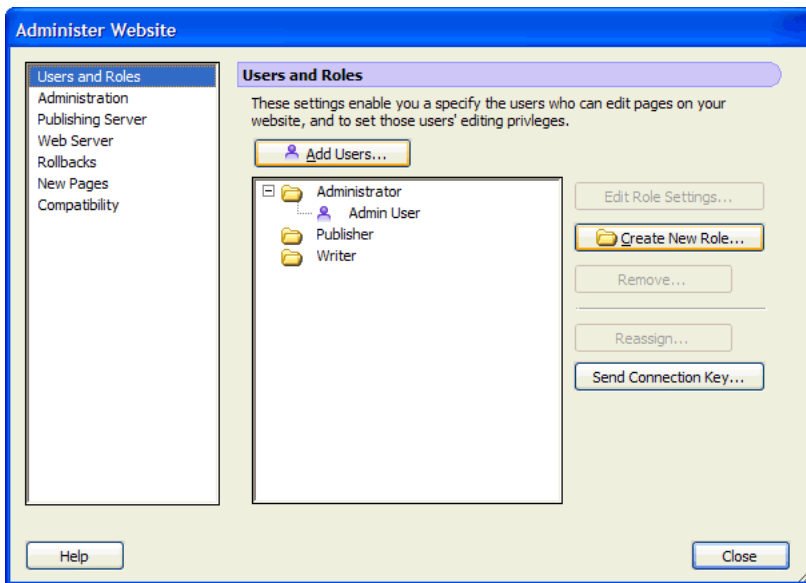 Administer Website
Users and Roles
Administration
Publishing Server
Web Server
Rollbacks
New Pages
Compatibility
Users and Roles
These settings enable you a specify the users who can edit pages on your
website, and to set those users' editing privleges.
Add Users...
Administrator
Admin User
Publisher
Writer
Edit Role Settings...
Create New Role...
Remove...
Reassign...
Send Connection Key...
Help
Close